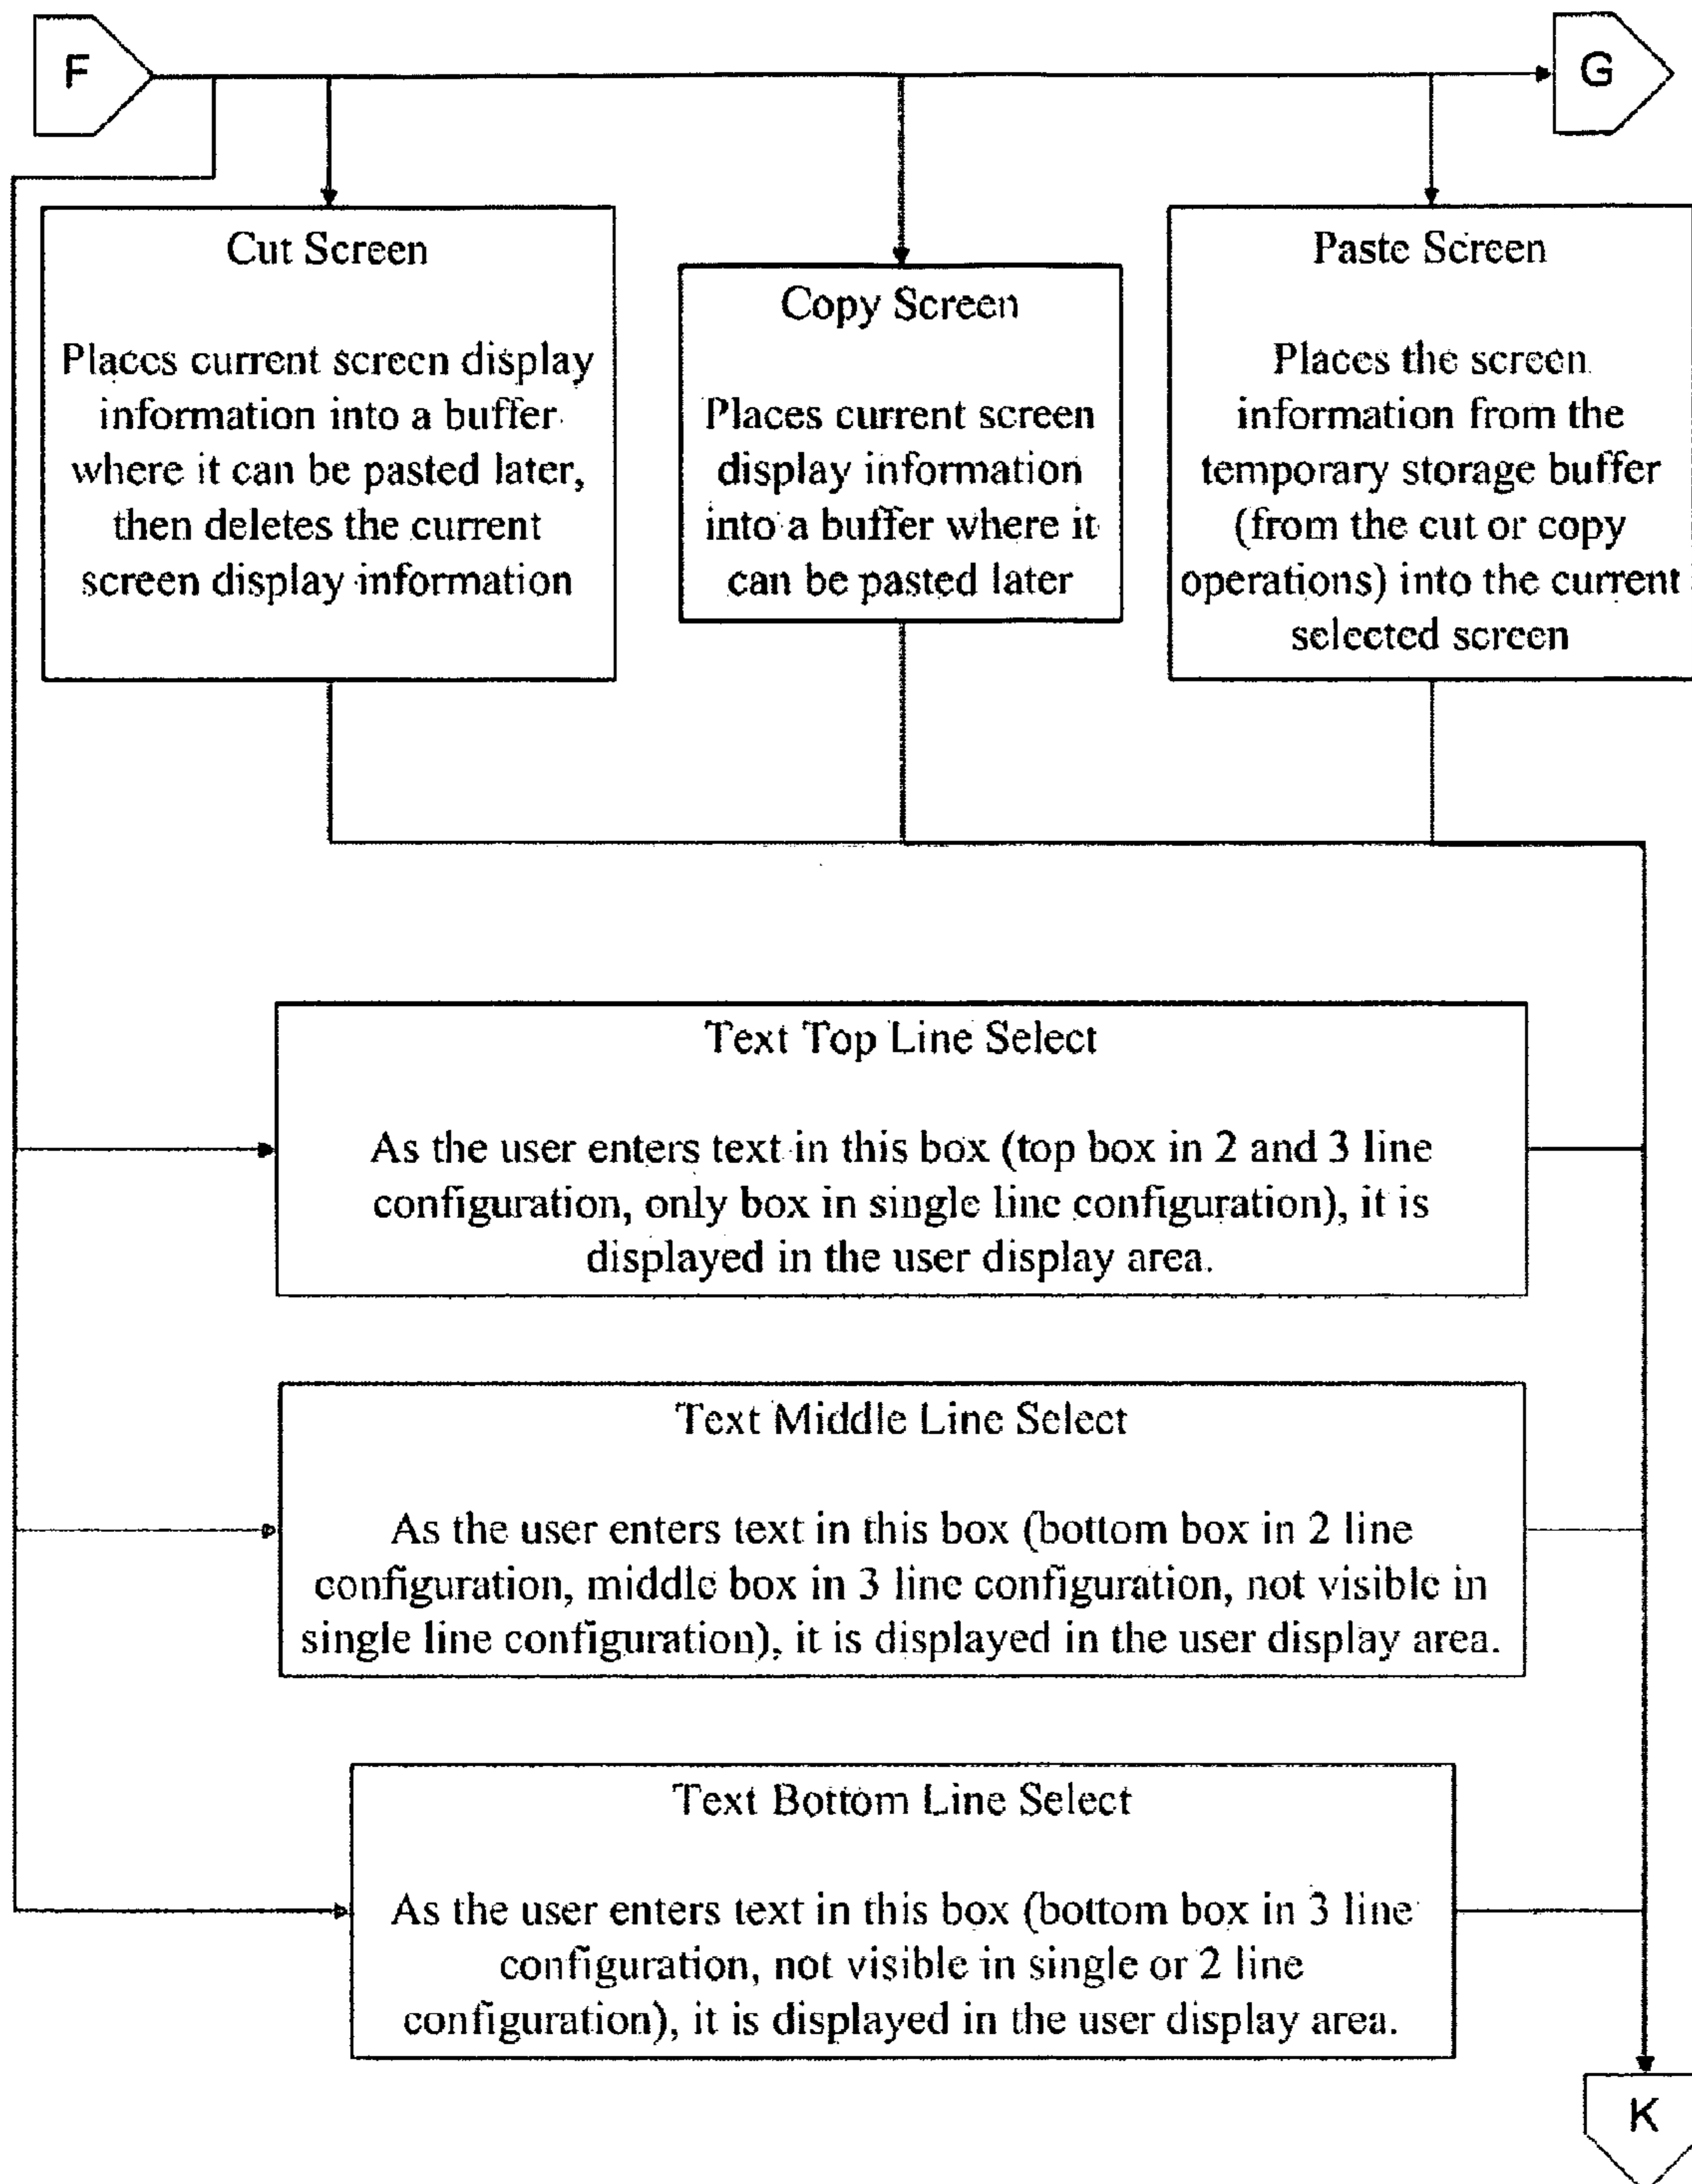 F
G
Cut Screen
Places current screen display
information into a buffer
where it can be pasted later,
then deletes the current
screen display information
Copy Screen
Places current screen
display information
into a buffer where it
can be pasted later
Paste Screen
Places the screen
information from the
temporary storage buffer
(from the cut or copy
operations) into the current
selected screen
Text Top Line Select
As the user enters text in this box (top box in 2 and 3 line
configuration, only box in single line configuration), it is
displayed in the user display area.
Text Middle Line Select
As the user enters text in this box (bottom box in 2 line
configuration, middle box in 3 line configuration, not visible in
single line configuration), it is displayed in the user display area.
Text Bottom Line Select
As the user enters text in this box (bottom box in 3 line
configuration, not visible in single or 2 line
configuration), it is displayed in the user display area.
K